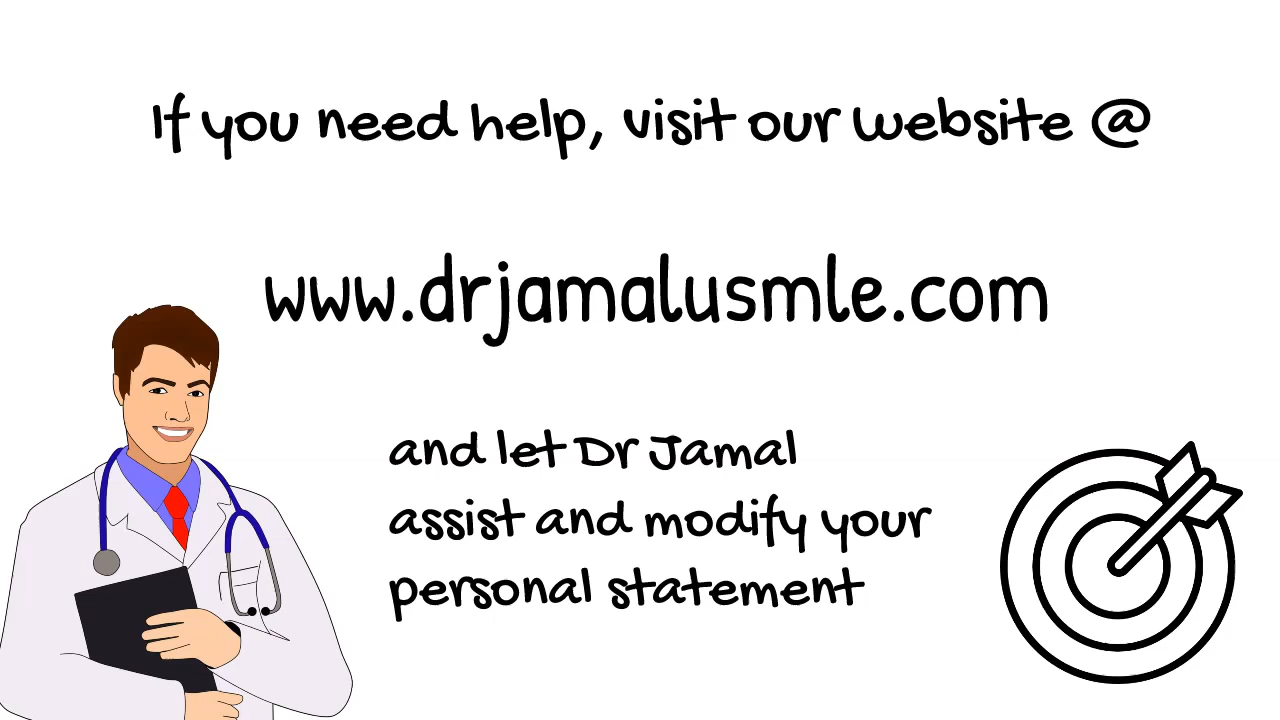 If you need help, visit our website @
www.drjamalusmle.com
and let Dr Jamal
assist and modify your
personal statement